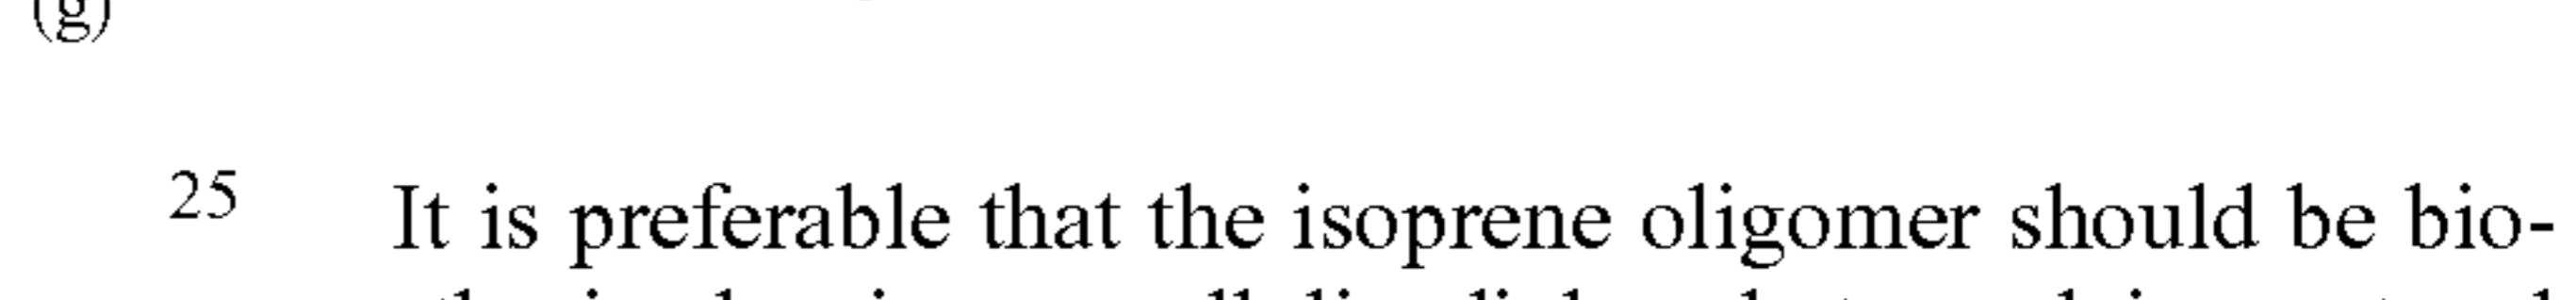 (g)
25 It is preferable that the isoprene oligomer should be bio-